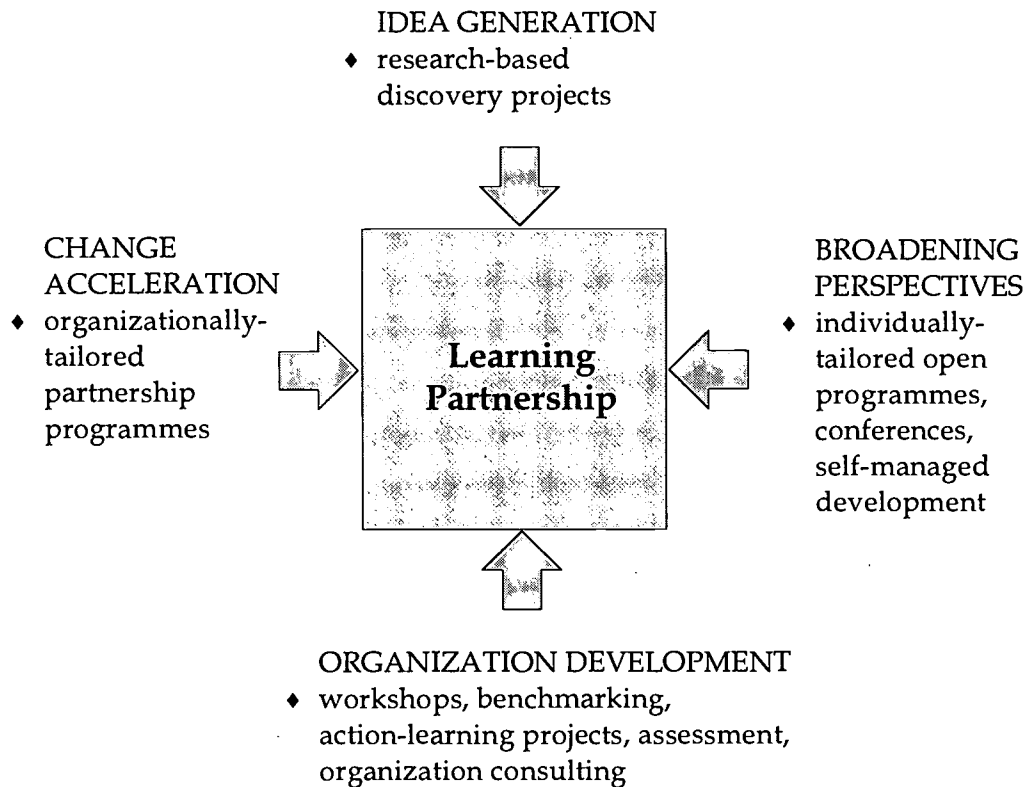 IDEA GENERATION
♦ research-based
discovery projects
CHANGE
ACCELERATION
♦ organizationally-
tailored
partnership
programmes
Learning
Partnership
BROADENING
PERSPECTIVES
♦ individually-
tailored open
programmes,
conferences,
self-managed
development
ORGANIZATION DEVELOPMENT
♦ workshops, benchmarking,
action-learning projects, assessment,
organization consulting